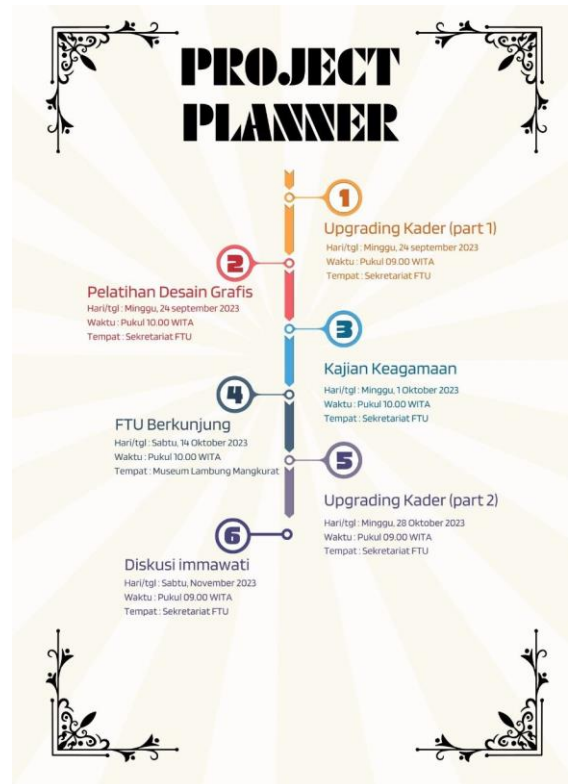 PROJECT
PLANNER
1
Upgrading Kader (part 1)
Hari/tgl : Minggu, 24 september 2023
Waktu : Pukul 09.00 WITA
Tempat : Sekretariat FTU
2
Pelatihan Desain Grafis
Hari/tgl : Minggu, 24 september 2023
Waktu : Pukul 10.00 WITA
Tempat : Sekretariat FTU
3
Kajian Keagamaan
Hari/tgl : Minggu, 1 Oktober 2023
Waktu : Pukul 10.00 WITA
Tempat : Sekretariat FTU
4
FTU Berkunjung
Hari/tgl : Sabtu, 14 Oktober 2023
Waktu : Pukul 10.00 WITA
Tempat : Museum Lambung Mangkurat
5
Upgrading Kader (part 2)
Hari/tgl : Minggu, 28 Oktober 2023
Waktu : Pukul 09.00 WITA
Tempat : Sekretariat FTU
6
Diskusi immawati
Hari/tgl : Sabtu, November 2023
Waktu : Pukul 09.00 WITA
Tempat : Sekretariat FTU